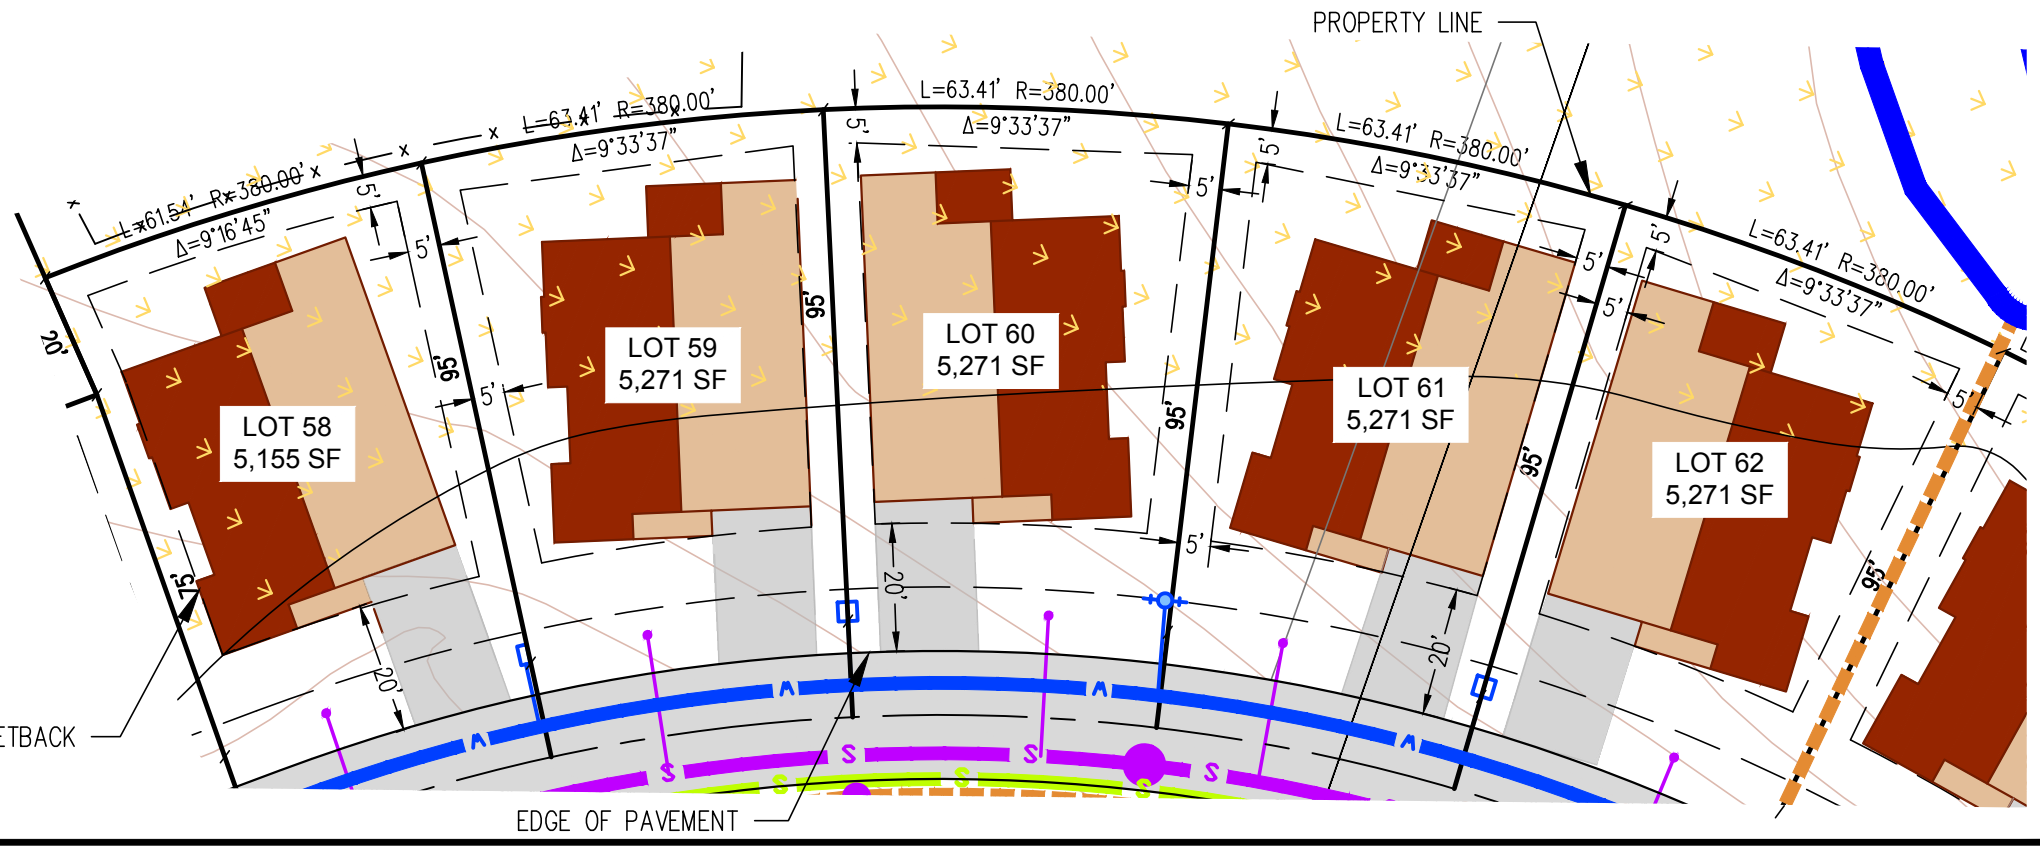 PROPERTY LINE
L=61.54' R=380.00'
Δ=9°16'45"
L=63.41' R=380.00'
Δ=9°33'37"
L=63.41' R=380.00'
Δ=9°33'37"
L=63.41' R=380.00'
Δ=9°33'37"
L=63.41' R=380.00'
Δ=9°33'37"
5'
5'
5'
5'
5'
5'
5'
5'
5'
5'
5'
20'
95'
95'
95'
95'
95'
75'
LOT 58
5,155 SF
LOT 59
5,271 SF
LOT 60
5,271 SF
LOT 61
5,271 SF
LOT 62
5,271 SF
20'
20'
20'
ETBACK
W
W
W
W
S
S
S
S
S
S
S
EDGE OF PAVEMENT